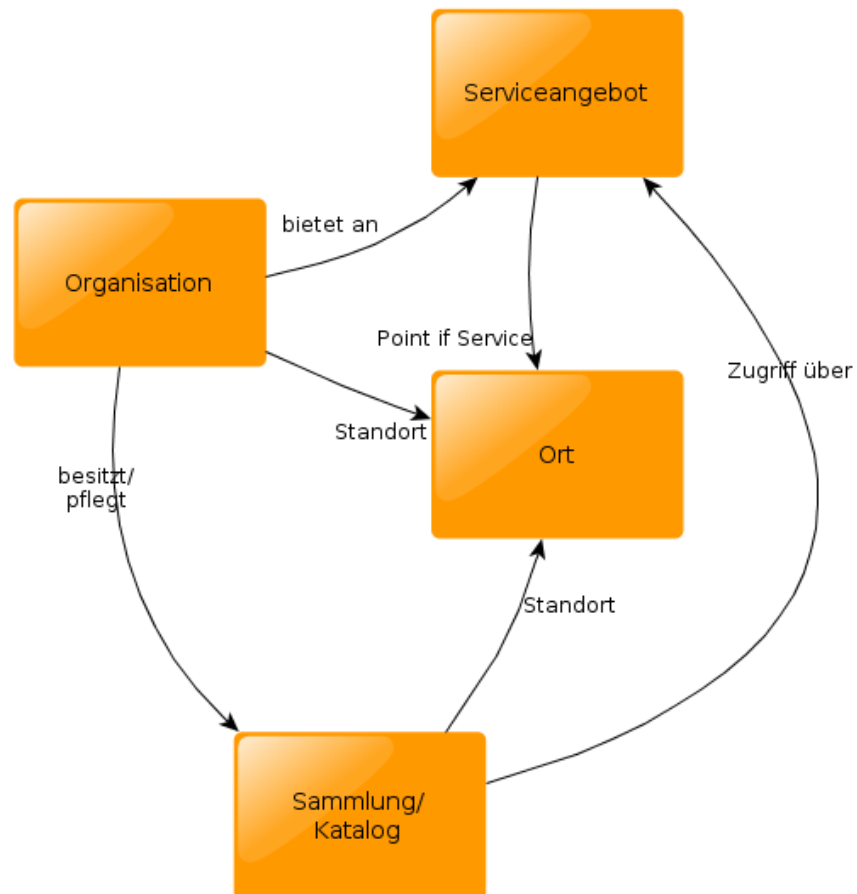 Serviceangebot
bietet an
Organisation
Point if Service
Zugriff über
Standort
Ort
besitzt/
pflegt
Standort
Sammlung/
Katalog